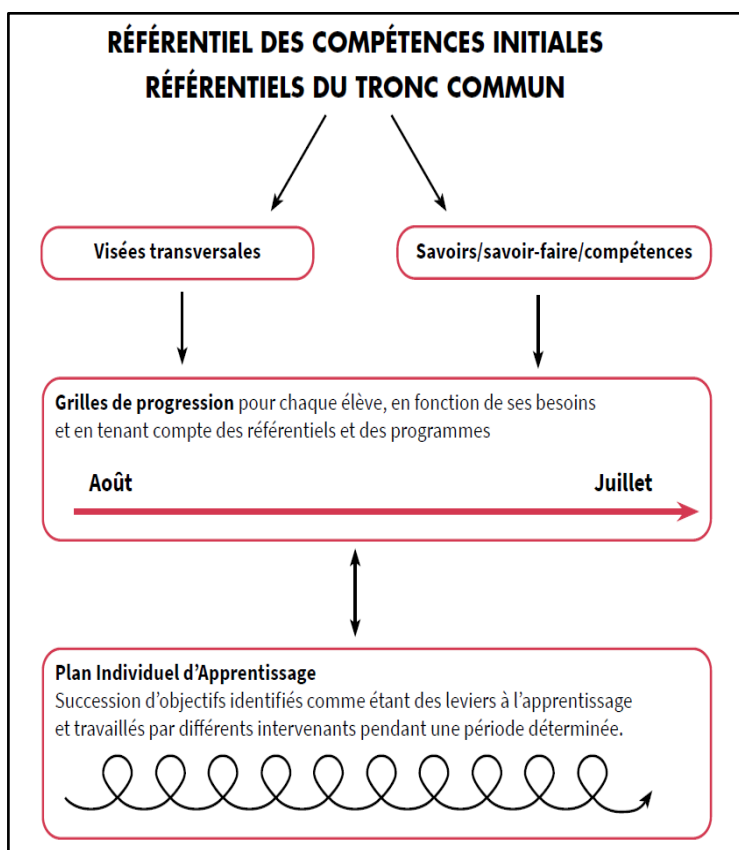 RÉFÉRENTIEL DES COMPÉTENCES INITIALES
RÉFÉRENTIELS DU TRONC COMMUN
Visées transversales
Savoirs/savoir-faire/compétences
Grilles de progression pour chaque élève, en fonction de ses besoins
et en tenant compte des référentiels et des programmes
Août
Juillet
Plan Individuel d’Apprentissage
Succession d’objectifs identifiés comme étant des leviers à l’apprentissage
et travaillés par différents intervenants pendant une période déterminée.